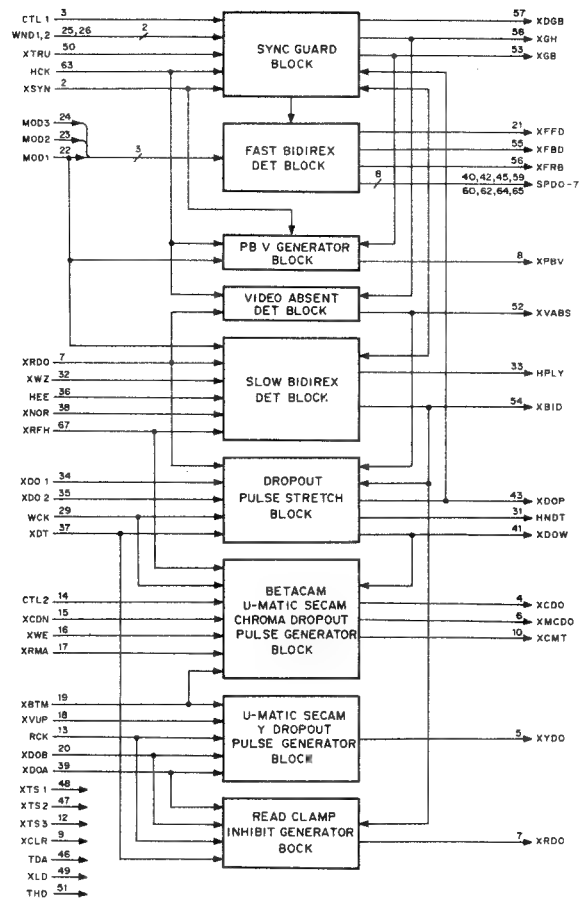 CTL 1 3
WND1,2 25,26 2
XTRU 50
HCK 63
XSYN 2
SYNC GUARD
BLOCK
57 XDGB
58 XGH
53 XGB
MOD3 24
MOD2 23
MOD1 22
3
FAST BIDIREX
DET BLOCK
21 XFFD
55 XFBD
56 XFRB
8 40,42,45,59 SPD0-7
60,62,64,65
PB V GENERATOR
BLOCK
8 XPBV
VIDEO ABSENT
DET BLOCK
52 XVABS
XRDO 7
XWZ 32
HEE 36
XNOR 38
XRFH 67
SLOW BIDIREX
DET BLOCK
33 HPLY
54 XBID
XDO 1 34
XDO 2 35
WCK 29
XDT 37
DROPOUT
PULSE STRETCH
BLOCK
43 XDOP
31 HNDT
41 XDOW
CTL2 14
XCDN 15
XWE 16
XRMA 17
BETACAM
U-MATIC SECAM
CHROMA DROPOUT
PULSE GENERATOR
BLOCK
4 XCDO
6 XMCDO
10 XCMT
XBTM 19
XVUP 18
RCK 13
XDOB 20
XDOA 39
U-MATIC SECAM
Y DROPOUT
PULSE GENERATOR
BLOCK
5 XYDO
XTS 1 48
XTS 2 47
XTS 3 12
XCLR 9
TDA 46
XLD 49
THD 51
READ CLAMP
INHIBIT GENERATOR
BOCK
7 XRDO